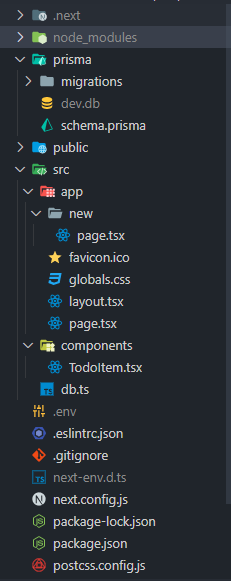 .next
node_modules
prisma
migrations
dev.db
schema.prisma
public
src
app
new
page.tsx
favicon.ico
globals.css
layout.tsx
page.tsx
components
TodoItem.tsx
db.ts
.env
.eslintrc.json
.gitignore
next-env.d.ts
next.config.js
package-lock.json
package.json
postcss.config.js